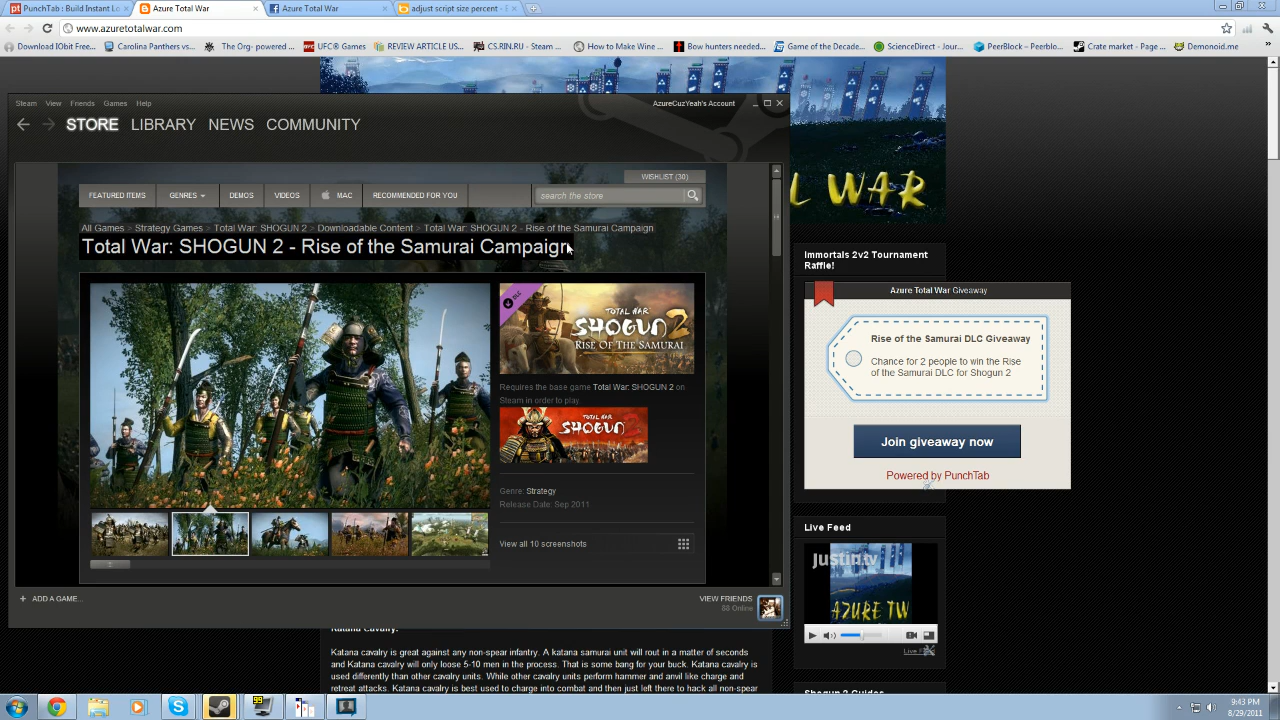 PunchTab : Build Instant Lo
Azure Total War
Azure Total War
adjust script size percent - E
www.azuretotalwar.com
Download IObit Free...
Carolina Panthers vs...
The Org: powered ...
UFC® Games
REVIEW ARTICLE US...
CS.RIN.RU - Steam ...
How to Make Wine ...
Bow hunters needed...
Game of the Decade...
ScienceDirect - Jour...
PeerBlock – Peerblo...
Crate market - Page ...
Demonoid.me
Steam View Friends Games Help
AzureCuzYeah's Account
STORE LIBRARY NEWS COMMUNITY
WISHLIST (30)
FEATURED ITEMS GENRES DEMOS VIDEOS MAC RECOMMENDED FOR YOU
search the store
All Games > Strategy Games > Total War: SHOGUN 2 > Downloadable Content > Total War: SHOGUN 2 - Rise of the Samurai Campaign
Total War: SHOGUN 2 - Rise of the Samurai Campaign
DLC
TOTAL WAR
SHOGUN 2
RISE OF THE SAMURAI
Requires the base game Total War: SHOGUN 2 on
Steam in order to play.
TOTAL WAR
SHOGUN 2
Genre: Strategy
Release Date: Sep 2011
View all 10 screenshots
+ ADD A GAME...
VIEW FRIENDS
88 Online
L WAR
Immortals 2v2 Tournament
Raffle!
Azure Total War Giveaway
Rise of the Samurai DLC Giveaway
Chance for 2 people to win the Rise
of the Samurai DLC for Shogun 2
Join giveaway now
Powered by PunchTab
Live Feed
Justin.tv
AZURE TW
Shogun 2 Guides
Katana Cavalry:
Katana cavalry is great against any non-spear infantry. A katana samurai unit will rout in a matter of seconds
and Katana cavalry will only loose 5-10 men in the process. That is some bang for your buck. Katana cavalry is
used differently than other cavalry units. While other cavalry units perform hammer and anvil like charge and
retreat attacks. Katana cavalry is best used to charge into combat and then just left there to hack all non-spear
99
9:43 PM
8/29/2011